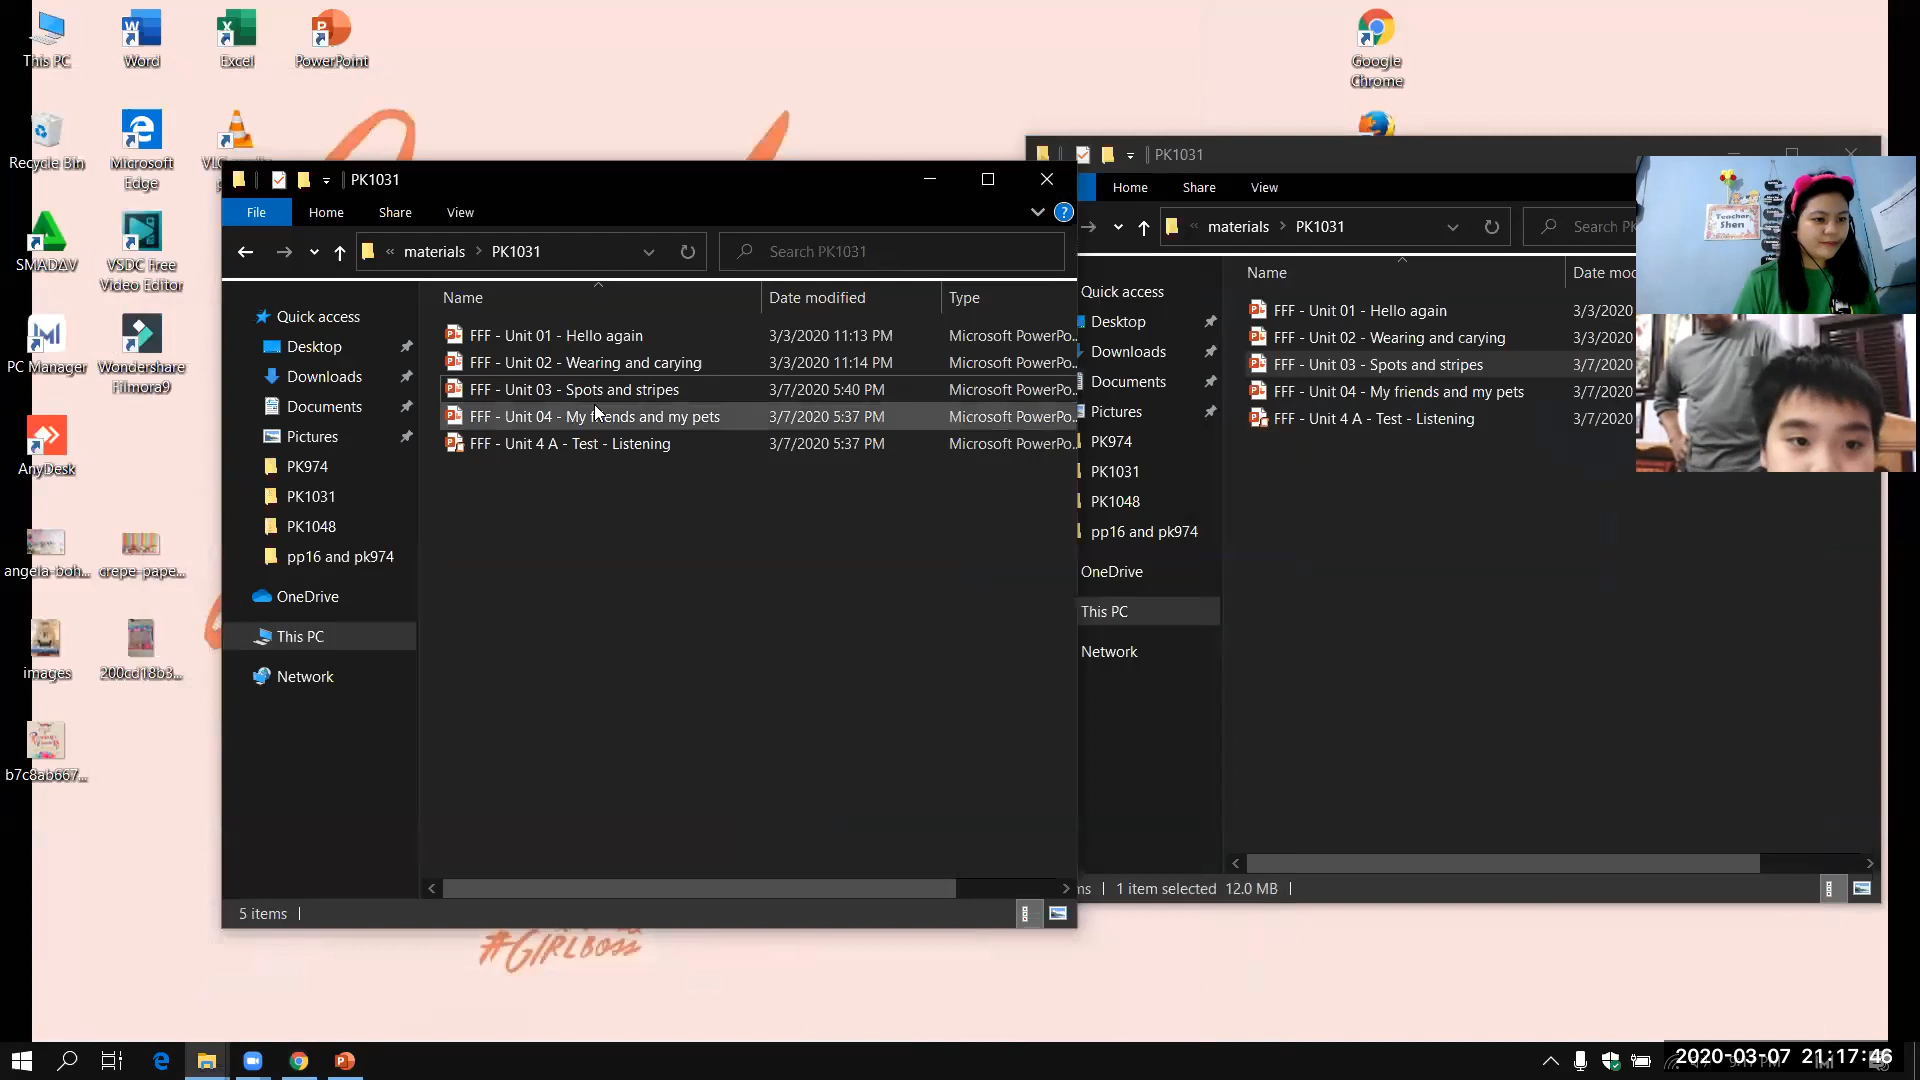 This PC
Word
Excel
PowerPoint
Google
Chrome
Recycle Bin
Microsoft
Edge
SMADAV
VSDC Free
Video Editor
PC Manager
Wondershare
Filmora9
AnyDesk
angela-boh...
crepe-pape...
images
200cd18b3...
b7c8ab667...
PK1031
File
Home
Share
View
materials
PK1031
Search PK1031
Name
Date modified
Type
Quick access
Desktop
Downloads
Documents
Pictures
PK974
PK1031
PK1048
pp16 and pk974
OneDrive
This PC
Network
FFF - Unit 01 - Hello again 3/3/2020 11:13 PM Microsoft PowerPo...
FFF - Unit 02 - Wearing and carying 3/3/2020 11:14 PM Microsoft PowerPo...
FFF - Unit 03 - Spots and stripes 3/7/2020 5:40 PM Microsoft PowerPo...
FFF - Unit 04 - My friends and my pets 3/7/2020 5:37 PM Microsoft PowerPo...
FFF - Unit 4 A - Test - Listening 3/7/2020 5:37 PM Microsoft PowerPo...
5 items
PK1031
Home
Share
View
materials
PK1031
Search PK
Name
Date mod
Quick access
Desktop
Downloads
Documents
Pictures
PK974
PK1031
PK1048
pp16 and pk974
OneDrive
This PC
Network
FFF - Unit 01 - Hello again 3/3/2020
FFF - Unit 02 - Wearing and carying 3/3/2020
FFF - Unit 03 - Spots and stripes 3/7/2020
FFF - Unit 04 - My friends and my pets 3/7/2020
FFF - Unit 4 A - Test - Listening 3/7/2020
ms
1 item selected 12.0 MB
Teacher
Shen
#GIRLBOSS
2020-03-07 21:17:46